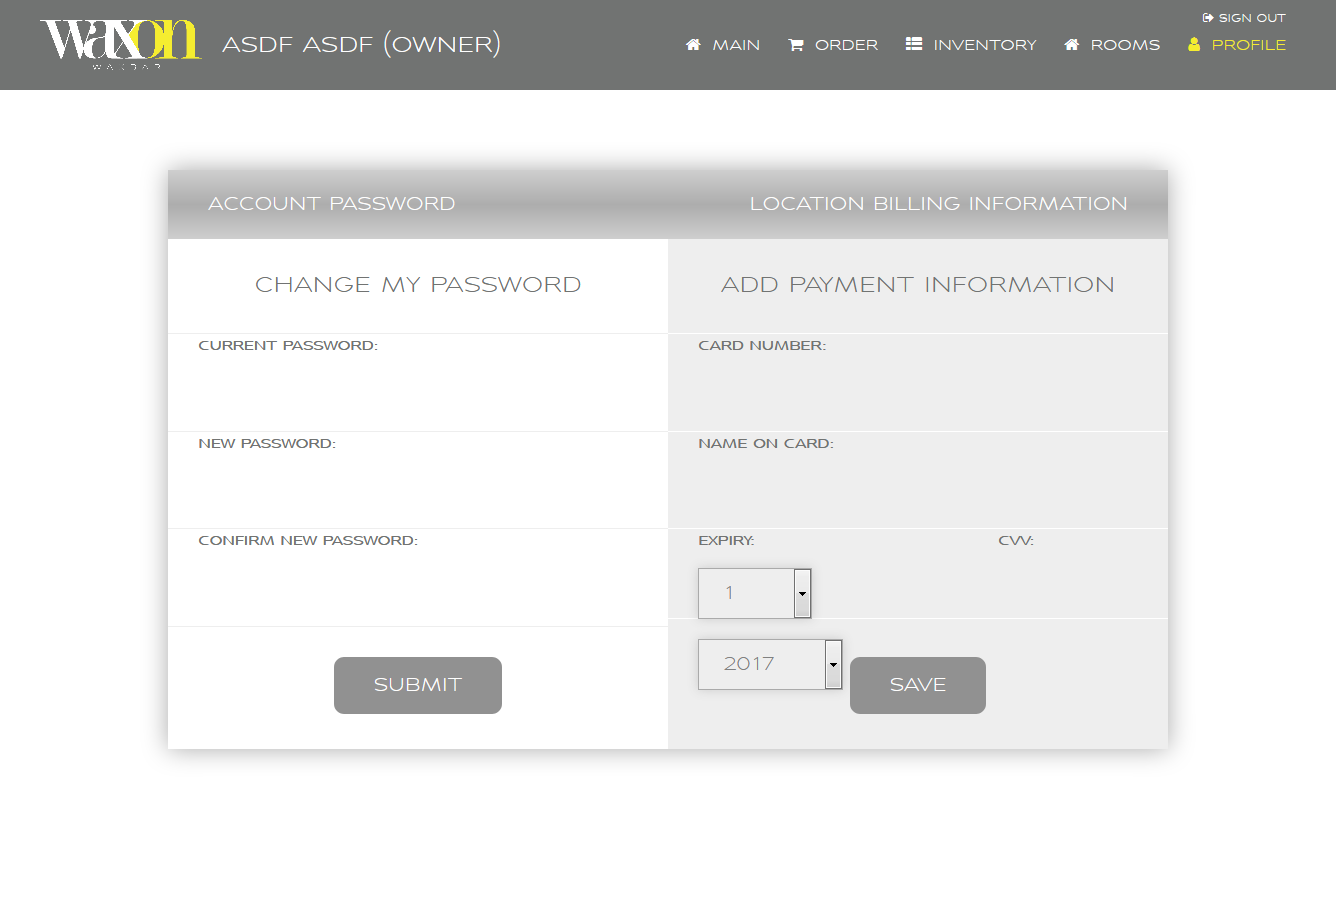 waxon
WAXBAR
ASDF ASDF (OWNER)
SIGN OUT
MAIN
ORDER
INVENTORY
ROOMS
PROFILE
ACCOUNT PASSWORD
LOCATION BILLING INFORMATION
CHANGE MY PASSWORD
CURRENT PASSWORD:
NEW PASSWORD:
CONFIRM NEW PASSWORD:
SUBMIT
ADD PAYMENT INFORMATION
CARD NUMBER:
NAME ON CARD:
EXPIRY:
CVV:
1
2017
SAVE